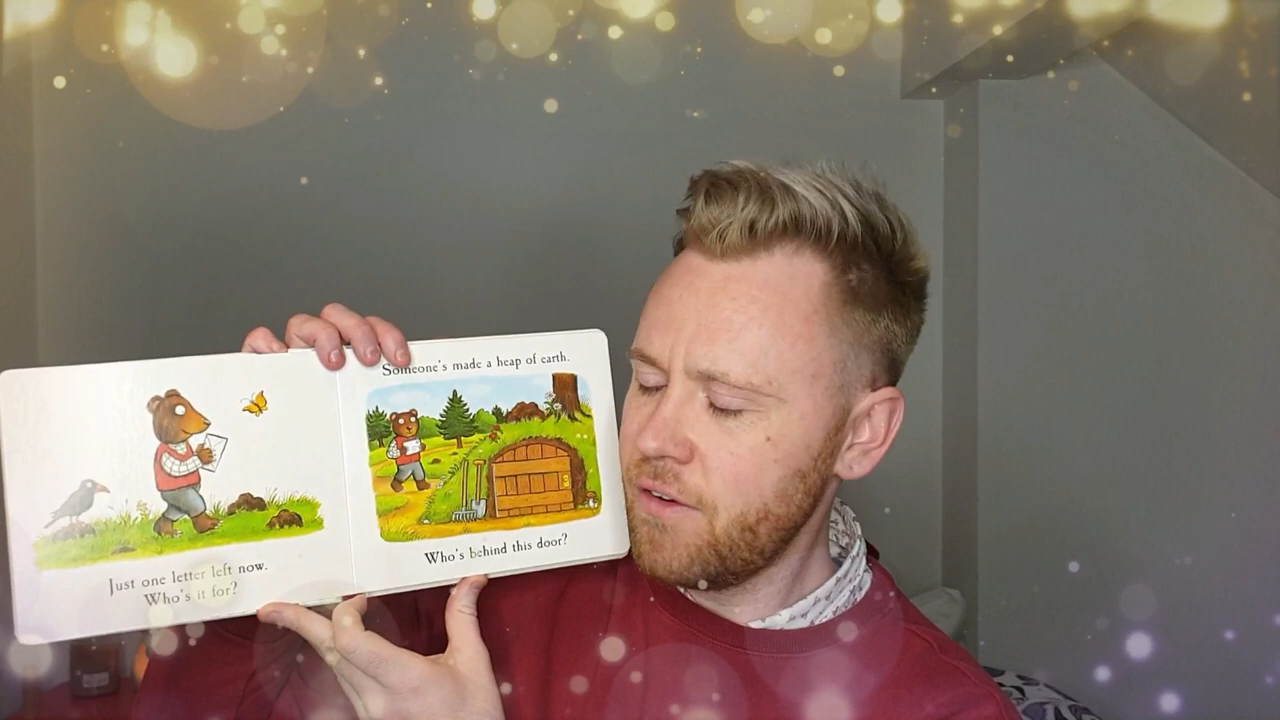 Just one letter left now.
Who's it for?
Someone's made a heap of earth.
Who's behind this door?